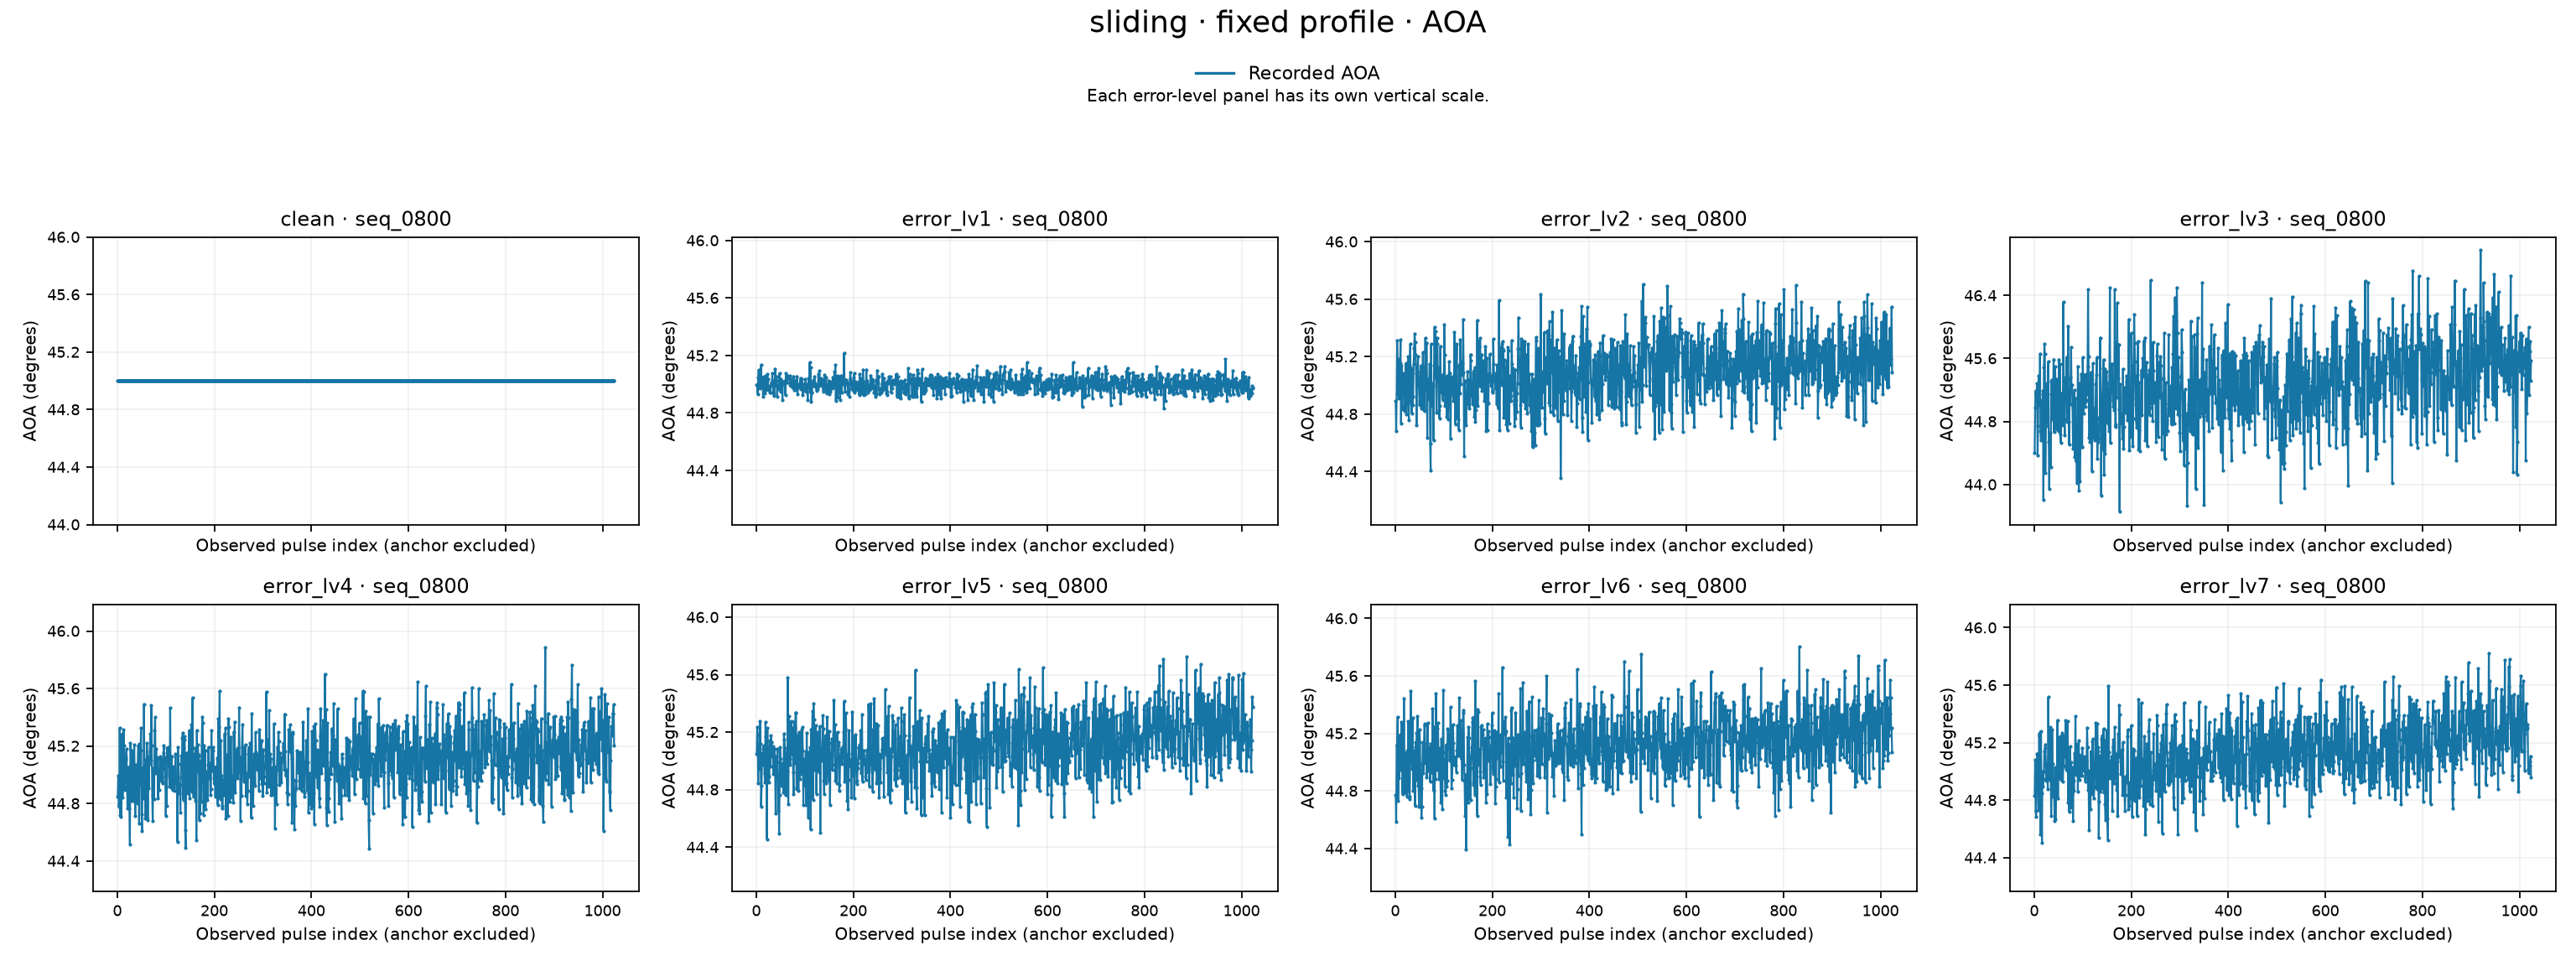 sliding · fixed profile · AOA
Recorded AOA
Each error-level panel has its own vertical scale.
clean · seq_0800
46.0
45.6
45.2
44.8
44.4
44.0
AOA (degrees)
Observed pulse index (anchor excluded)
error_lv1 · seq_0800
46.0
45.6
45.2
44.8
44.4
AOA (degrees)
Observed pulse index (anchor excluded)
error_lv2 · seq_0800
46.0
45.6
45.2
44.8
44.4
AOA (degrees)
Observed pulse index (anchor excluded)
error_lv3 · seq_0800
46.4
45.6
44.8
44.0
AOA (degrees)
Observed pulse index (anchor excluded)
error_lv4 · seq_0800
46.0
45.6
45.2
44.8
44.4
AOA (degrees)
0 200 400 600 800 1000
Observed pulse index (anchor excluded)
error_lv5 · seq_0800
46.0
45.6
45.2
44.8
44.4
AOA (degrees)
0 200 400 600 800 1000
Observed pulse index (anchor excluded)
error_lv6 · seq_0800
46.0
45.6
45.2
44.8
44.4
AOA (degrees)
0 200 400 600 800 1000
Observed pulse index (anchor excluded)
error_lv7 · seq_0800
46.0
45.6
45.2
44.8
44.4
AOA (degrees)
0 200 400 600 800 1000
Observed pulse index (anchor excluded)